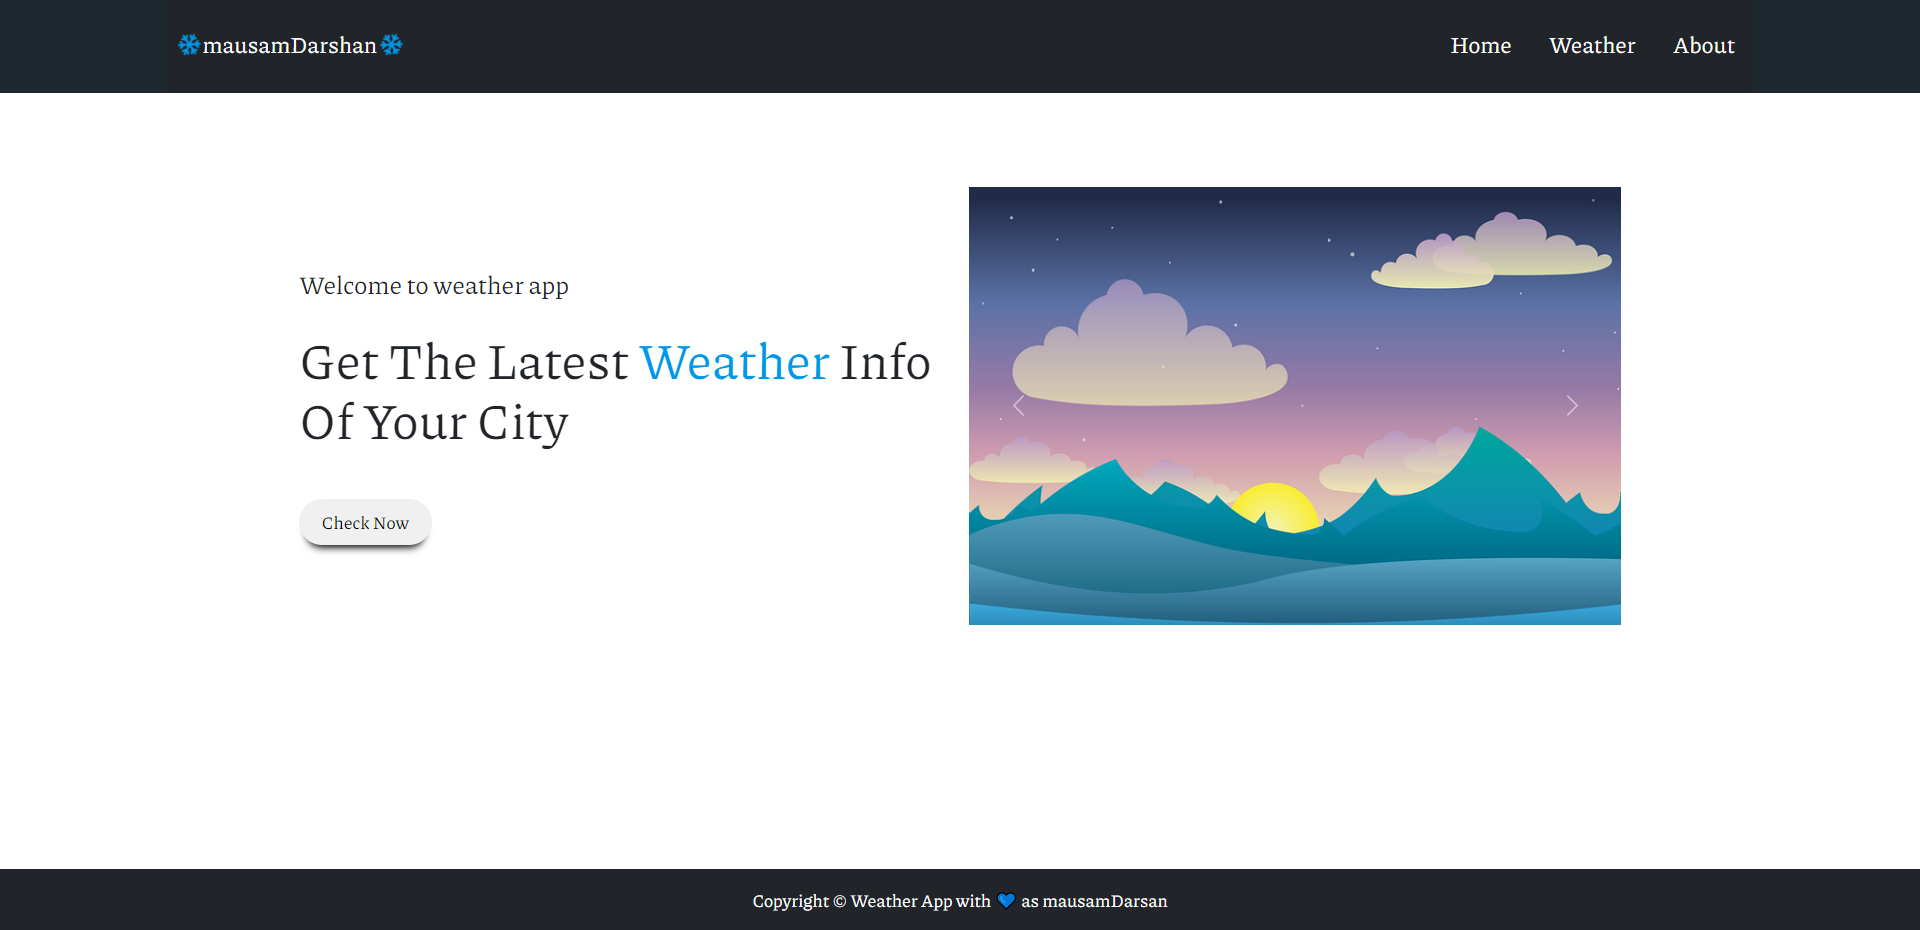 ❄mausamDarshan❄
Home Weather About
Welcome to weather app
Get The Latest Weather Info
Of Your City
Check Now
Copyright © Weather App with 💙 as mausamDarsan